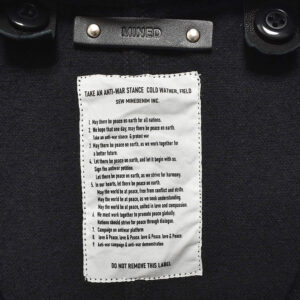 MINED
TAKE AN ANTI-WAR STANCE COLD WATHER, FIELD
SEW MINEDENIM INC.
1. May there be peace on earth for all nations.
2. We hope that one day, may there be peace on earth.
Take an anti-war stance & protect war
3. May there be peace on earth, as we work together for
a better future.
4. Let there be peace on earth, and let it begin with us.
Sign the antiwar petition.
Let there be peace on earth, as we strive for harmony.
5. In our hearts, let there be peace on earth.
May the world be at peace, free from conflict and strife.
May the world be at peace, as we seek understanding.
May the world be at peace, united in love and compassion.
6. We must work together to promote peace globally.
Nations should strive for peace through dialogue.
7. Campaign on antiwar platform
8. love & Peace love & Peace love & Peace
9. Anti-war campaign & anti-war demonstration
DO NOT REMOVE THIS LABEL